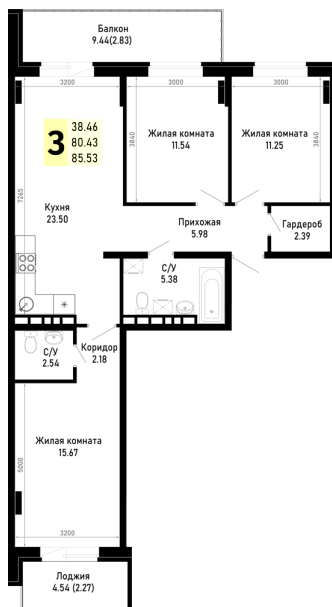 Балкон
9.44(2.83)
3200
3000
3000
3
38.46
80.43
85.53
3840
Жилая комната
11.54
3840
Жилая комната
11.25
7265
Кухня
23.50
Прихожая
5.98
Гардероб
2.39
С/У
5.38
С/У
2.54
Коридор
2.18
Жилая комната
15.67
5000
3200
Лоджия
4.54 (2.27)